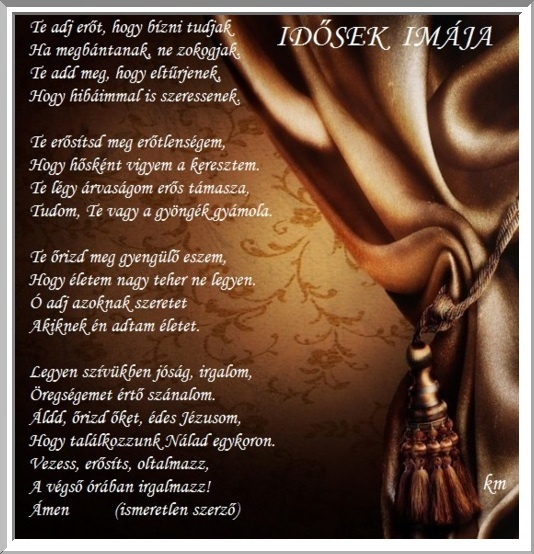 IDŐSEK IMÁJA
Te adj erőt, hogy bízni tudjak
Ha megbántanak, ne zokogjak,
Te add meg, hogy eltűrjenek,
Hogy hibáimmal is szeressenek,
Te erősítsd meg erőtlenségem,
Hogy hősként vigyem a keresztem.
Te légy árvaságom erős támasza,
Tudom, Te vagy a gyöngék gyámola.
Te őrizd meg gyengülő eszem,
Hogy életem nagy teher ne legyen.
Ó adj azoknak szeretet
Akiknek én adtam életet.
Legyen szívükben jóság, irgalom,
Öregségemet értő szánalom.
Áldd, őrizd őket, édes Jézusom,
Hogy találkozzunk Nálad egykoron.
Vezess, erősíts, oltalmazz,
A végső órában irgalmazz!
Ámen (ismeretlen szerző)
km